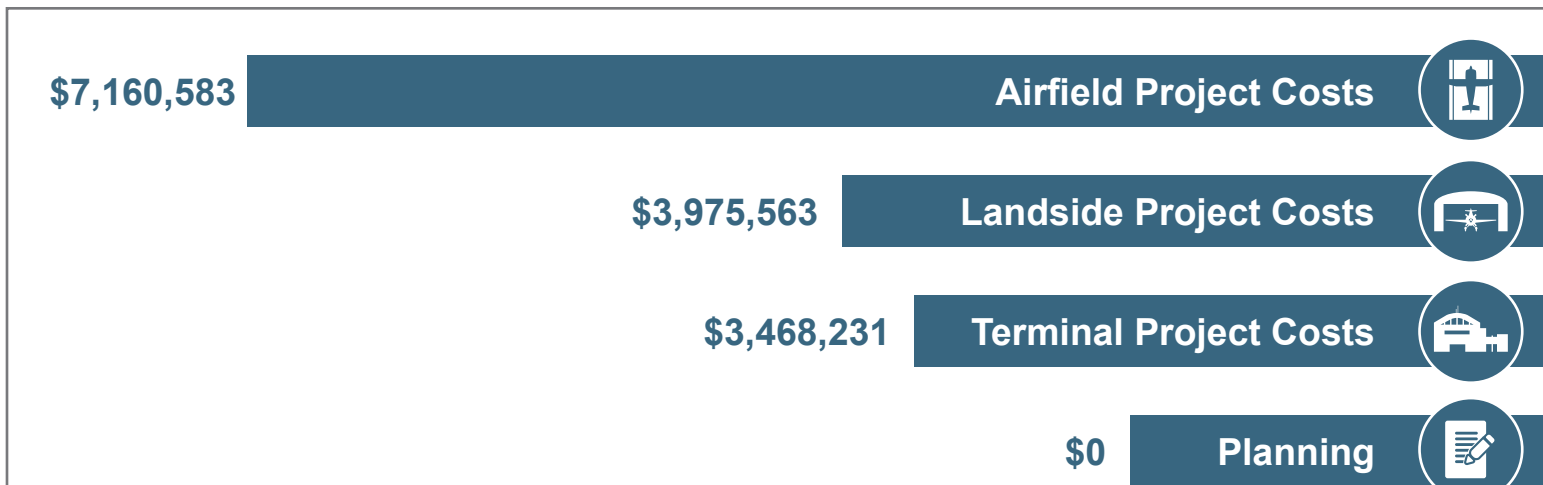 $7,160,583 Airfield Project Costs
$3,975,563 Landside Project Costs
$3,468,231 Terminal Project Costs
$0 Planning